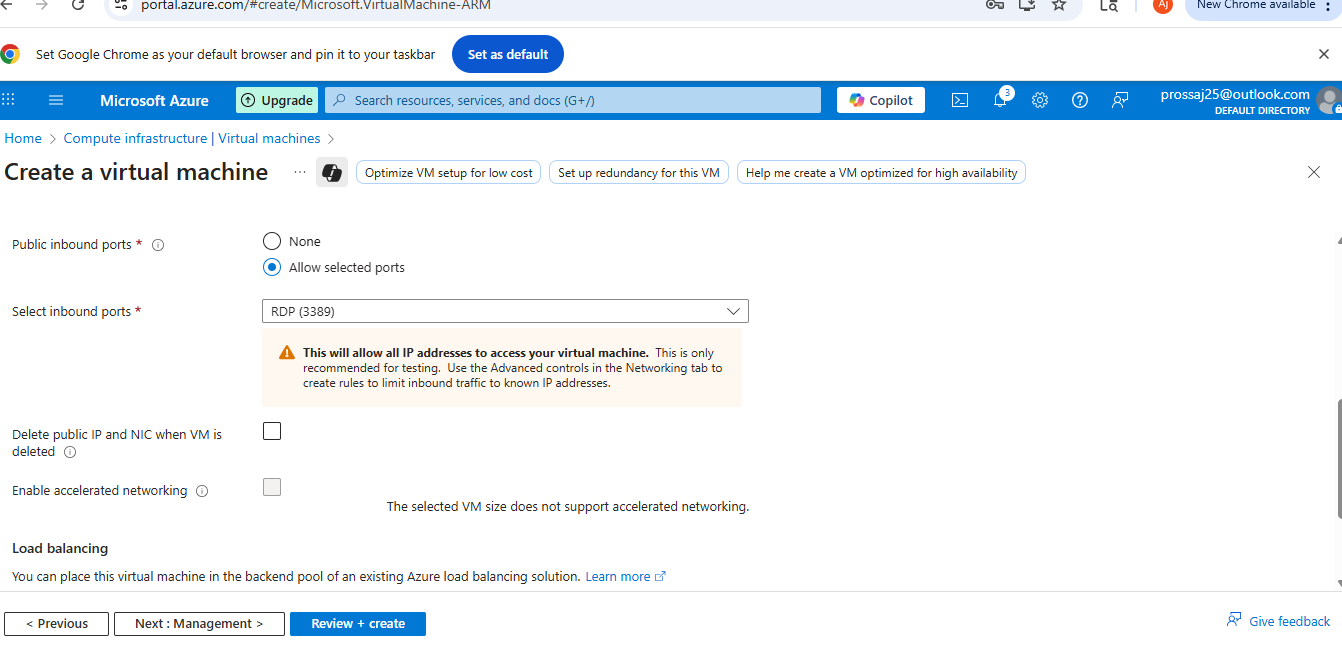 portal.azure.com/#create/Microsoft.VirtualMachine-ARM
AJ
New Chrome available
Set Google Chrome as your default browser and pin it to your taskbar
Set as default
Microsoft Azure
Upgrade
Search resources, services, and docs (G+/)
Copilot
3
prossaj25@outlook.com
DEFAULT DIRECTORY
Home > Compute infrastructure | Virtual machines >
Create a virtual machine
...
Optimize VM setup for low cost
Set up redundancy for this VM
Help me create a VM optimized for high availability
Public inbound ports *
None
Allow selected ports
Select inbound ports *
RDP (3389)
This will allow all IP addresses to access your virtual machine. This is only
recommended for testing. Use the Advanced controls in the Networking tab to
create rules to limit inbound traffic to known IP addresses.
Delete public IP and NIC when VM is
deleted
Enable accelerated networking
The selected VM size does not support accelerated networking.
Load balancing
You can place this virtual machine in the backend pool of an existing Azure load balancing solution. Learn more
< Previous
Next : Management >
Review + create
Give feedback